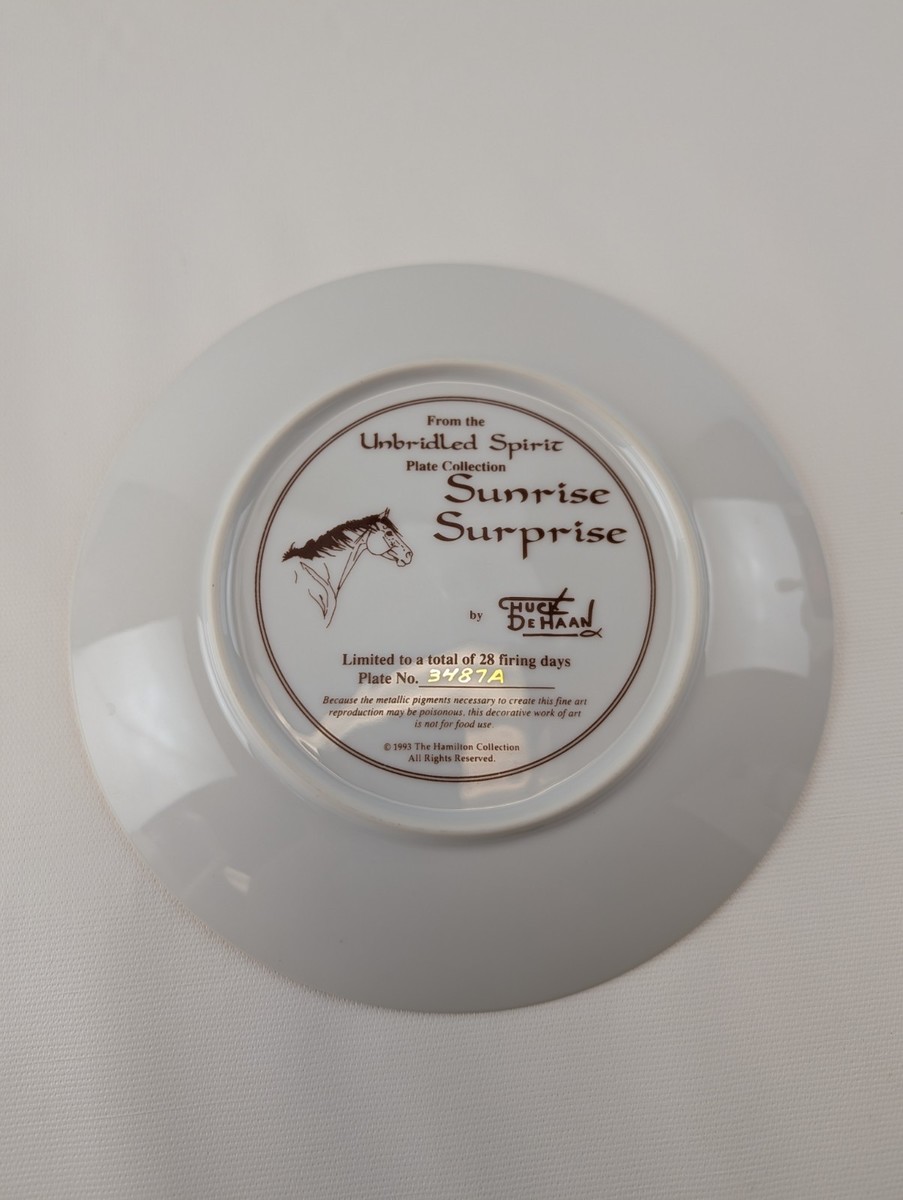 From the
Unbridled Spirit
Plate Collection
Sunrise
Surprise
by CHUCK
DEHAAN
Limited to a total of 28 firing days
Plate No. 3487A
Because the metallic pigments necessary to create this fine art
reproduction may be poisonous, this decorative work of art
is not for food use.
© 1993 The Hamilton Collection
All Rights Reserved.